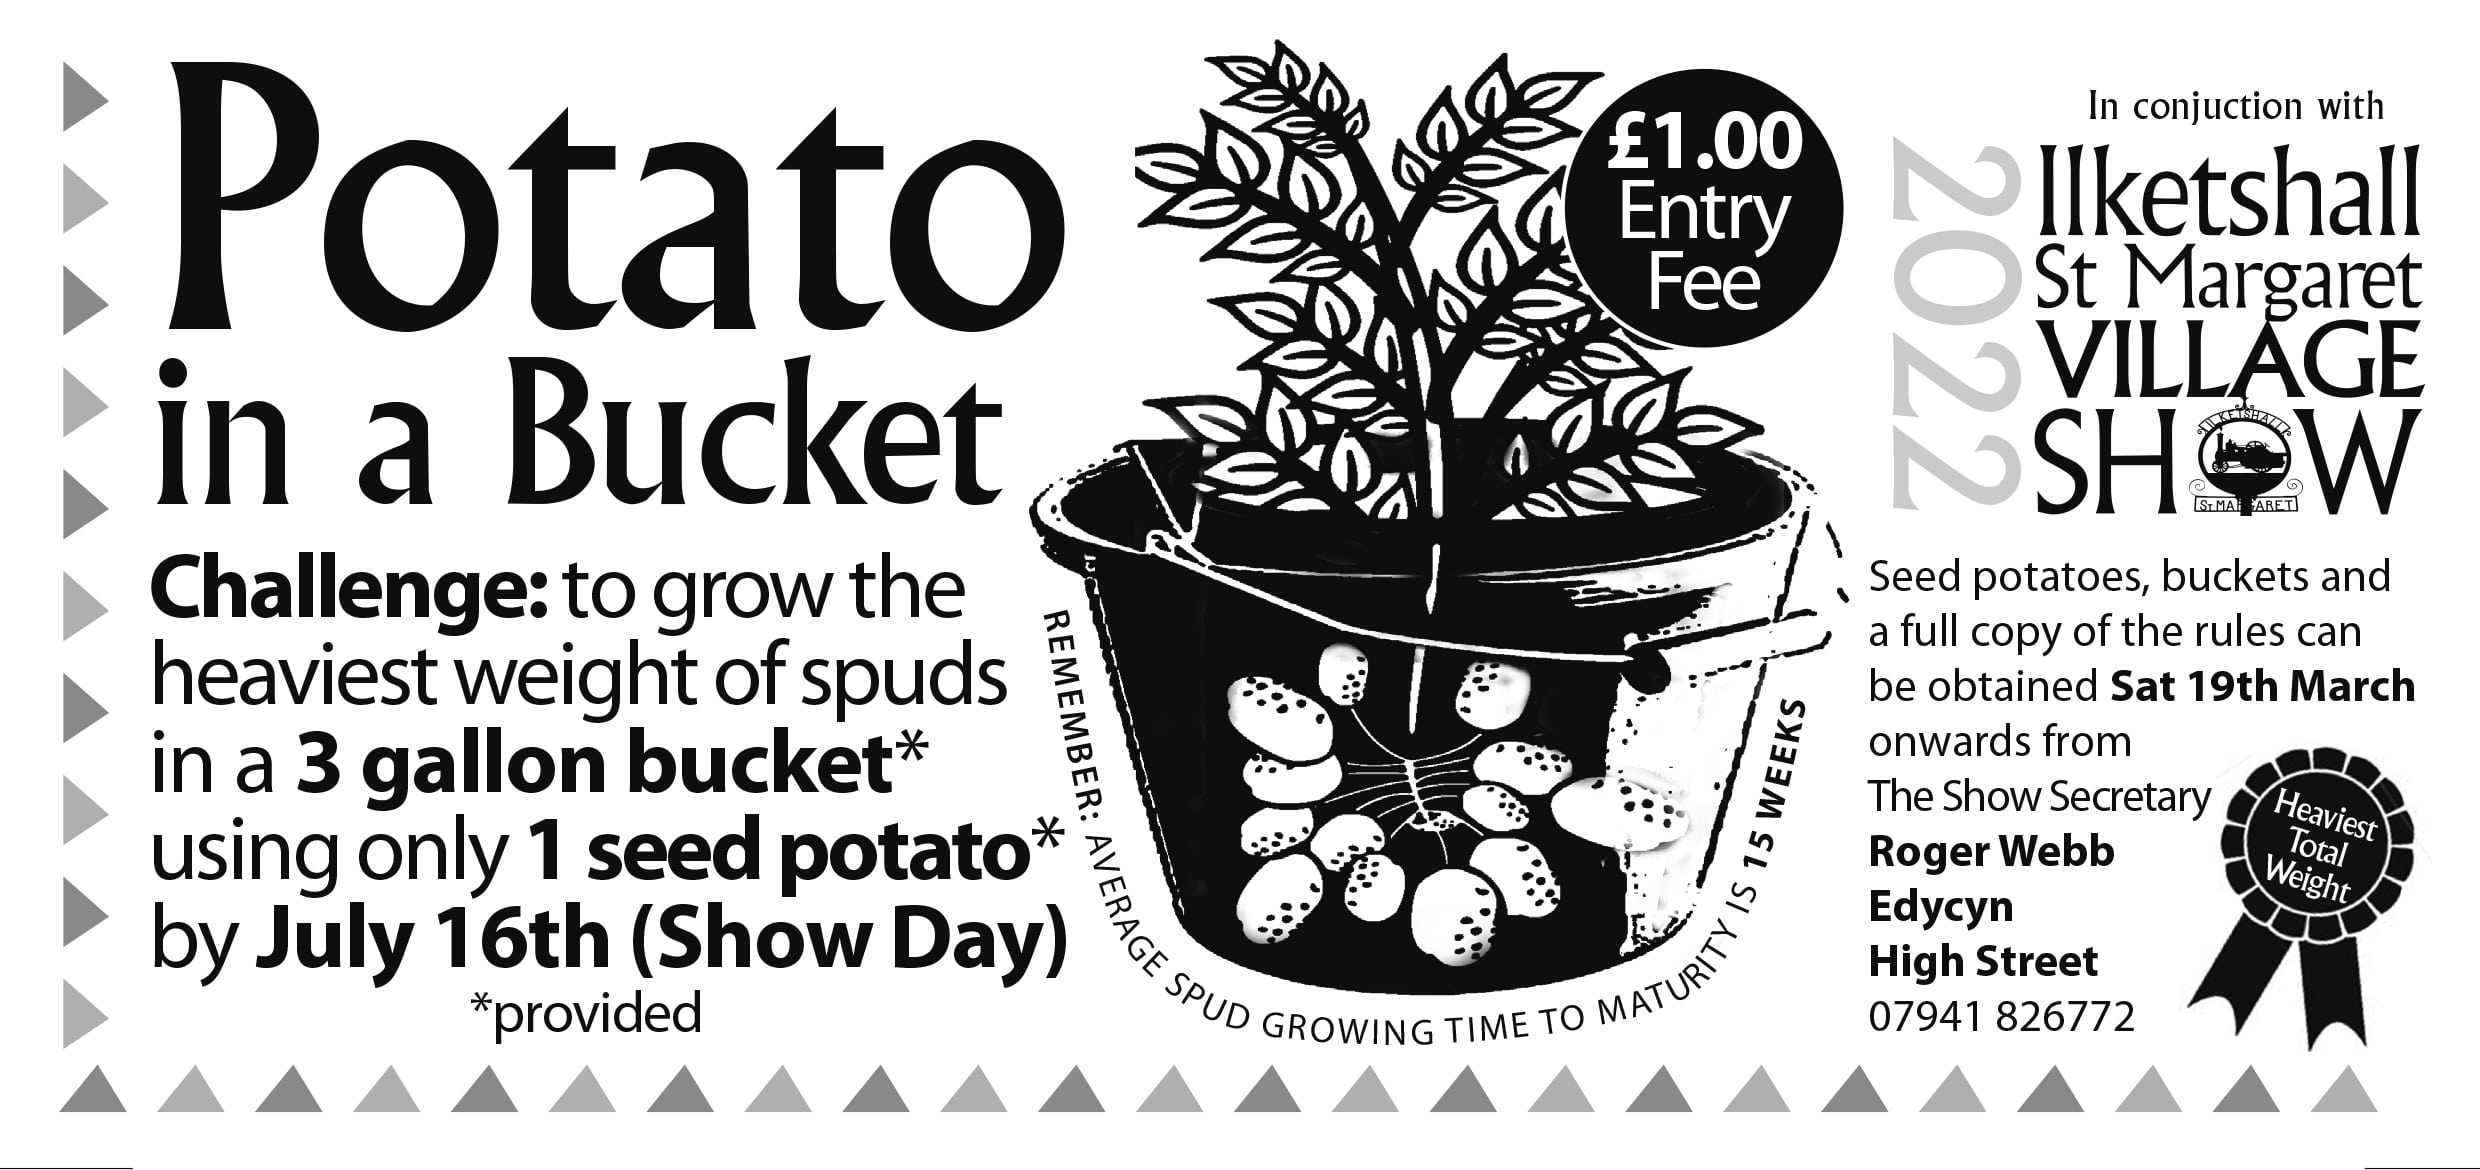 Potato
in a Bucket
Challenge: to grow the
heaviest weight of spuds
in a 3 gallon bucket*
using only 1 seed potato*
by July 16th (Show Day)
*provided
£1.00
Entry
Fee
REMEMBER: AVERAGE SPUD GROWING TIME TO MATURITY IS 15 WEEKS
2022
In conjuction with
Ilketshall
St Margaret
VILLAGE
SHOW
ILKETSHALL
ST MARGARET
Seed potatoes, buckets and
a full copy of the rules can
be obtained Sat 19th March
onwards from
The Show Secretary
Roger Webb
Edycyn
High Street
07941 826772
Heaviest
Total
Weight